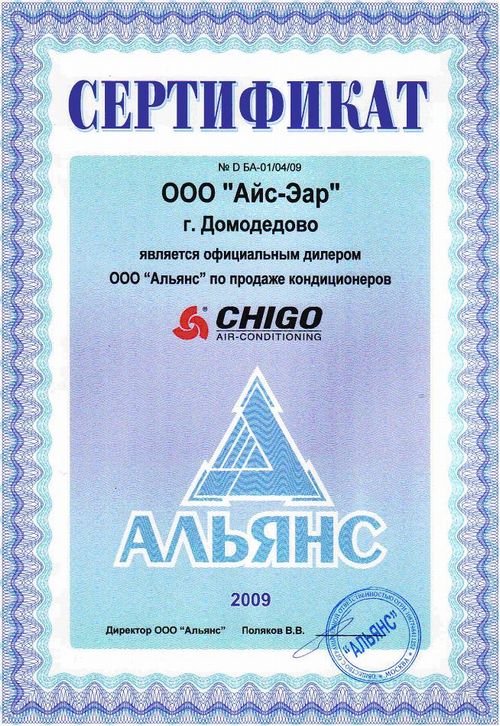 СЕРТИФИКАТ
№ D БА-01/04/09
ООО "Айс-Эар"
г. Домодедово
является официальным дилером
ООО “Альянс” по продаже кондиционеров
®
CHIGO
AIR-CONDITIONING
АЛЬЯНС
2009
Директор ООО “Альянс” Поляков В.В.
"АЛЬЯНС"